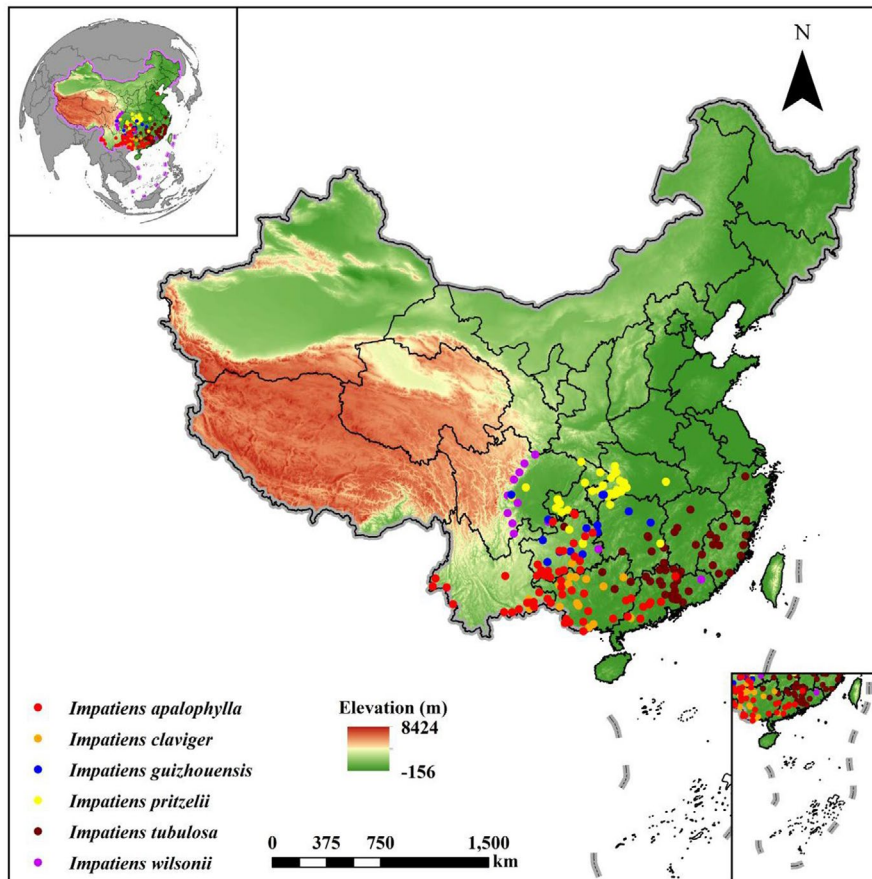 N
Impatiens apalophylla
Impatiens claviger
Impatiens guizhouensis
Impatiens pritzelii
Impatiens tubulosa
Impatiens wilsonii
Elevation (m)
8424
-156
0 375 750 1,500
km